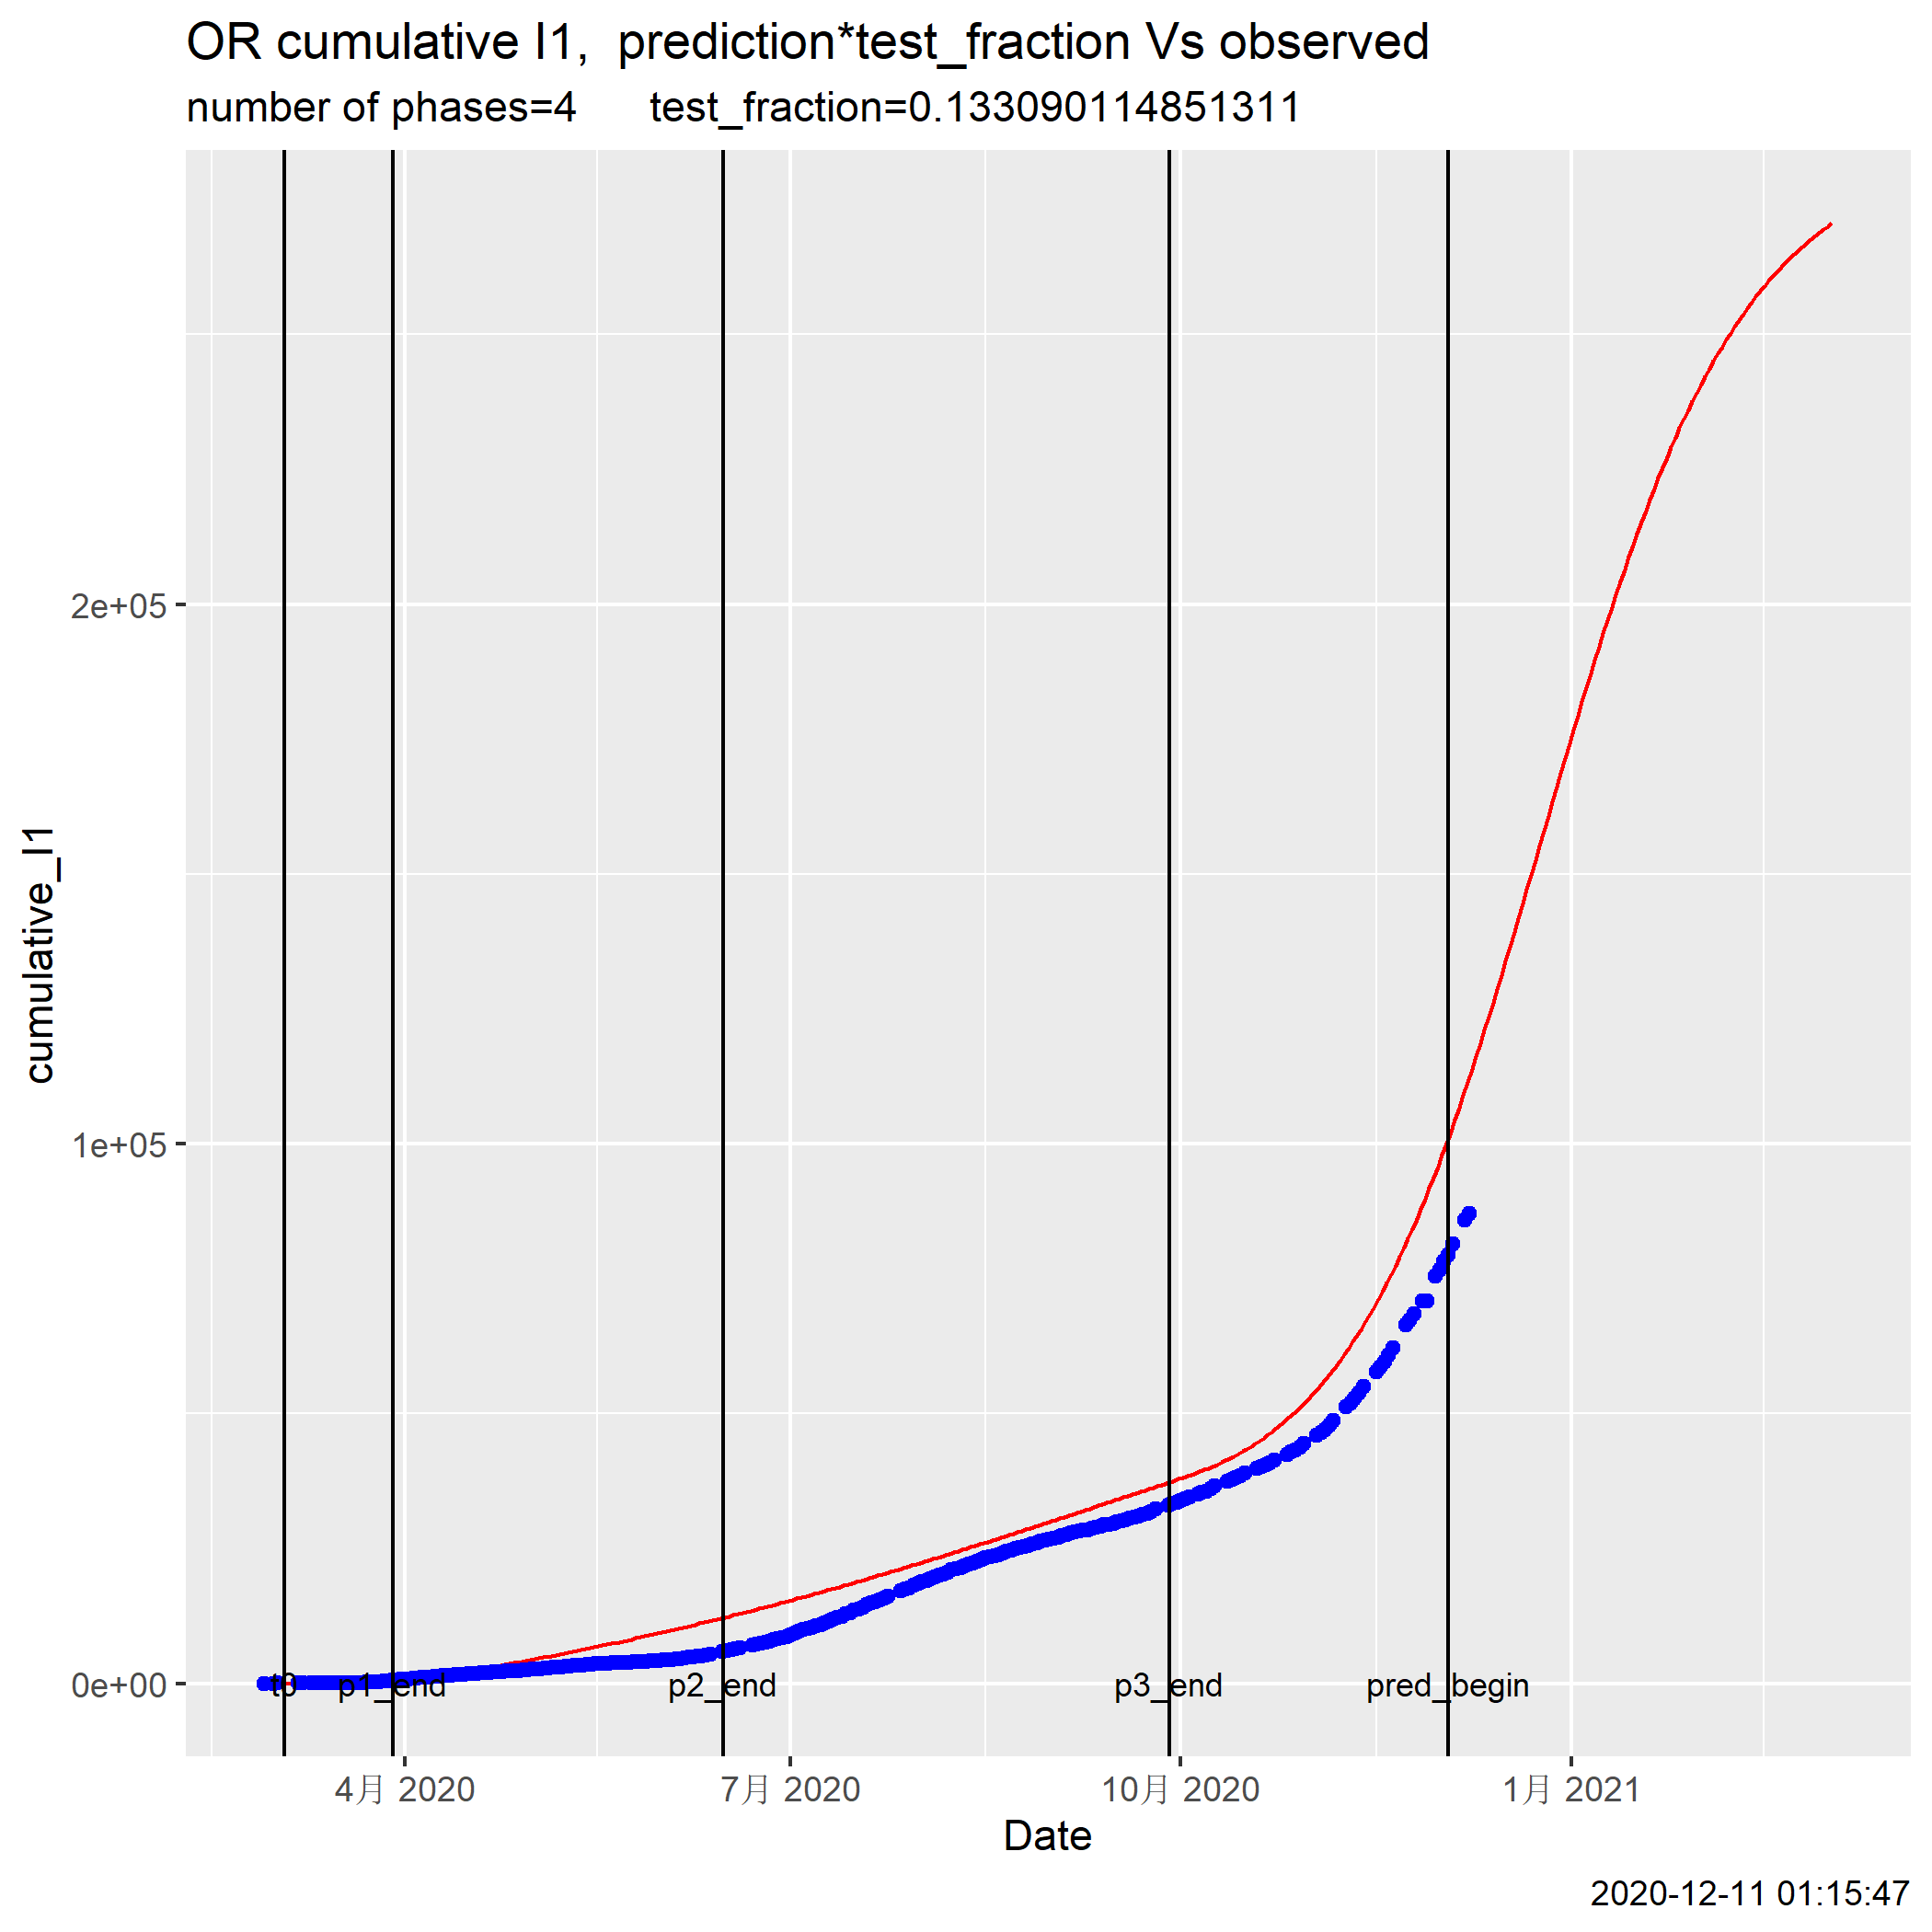 OR cumulative I1,  prediction*test_fraction Vs observed
number of phases=4      test_fraction=0.133090114851311
cumulative_I1
2e+05
1e+05
0e+00
t0
p1_end
p2_end
p3_end
pred_begin
4月 2020
7月 2020
10月 2020
1月 2021
Date
2020-12-11 01:15:47